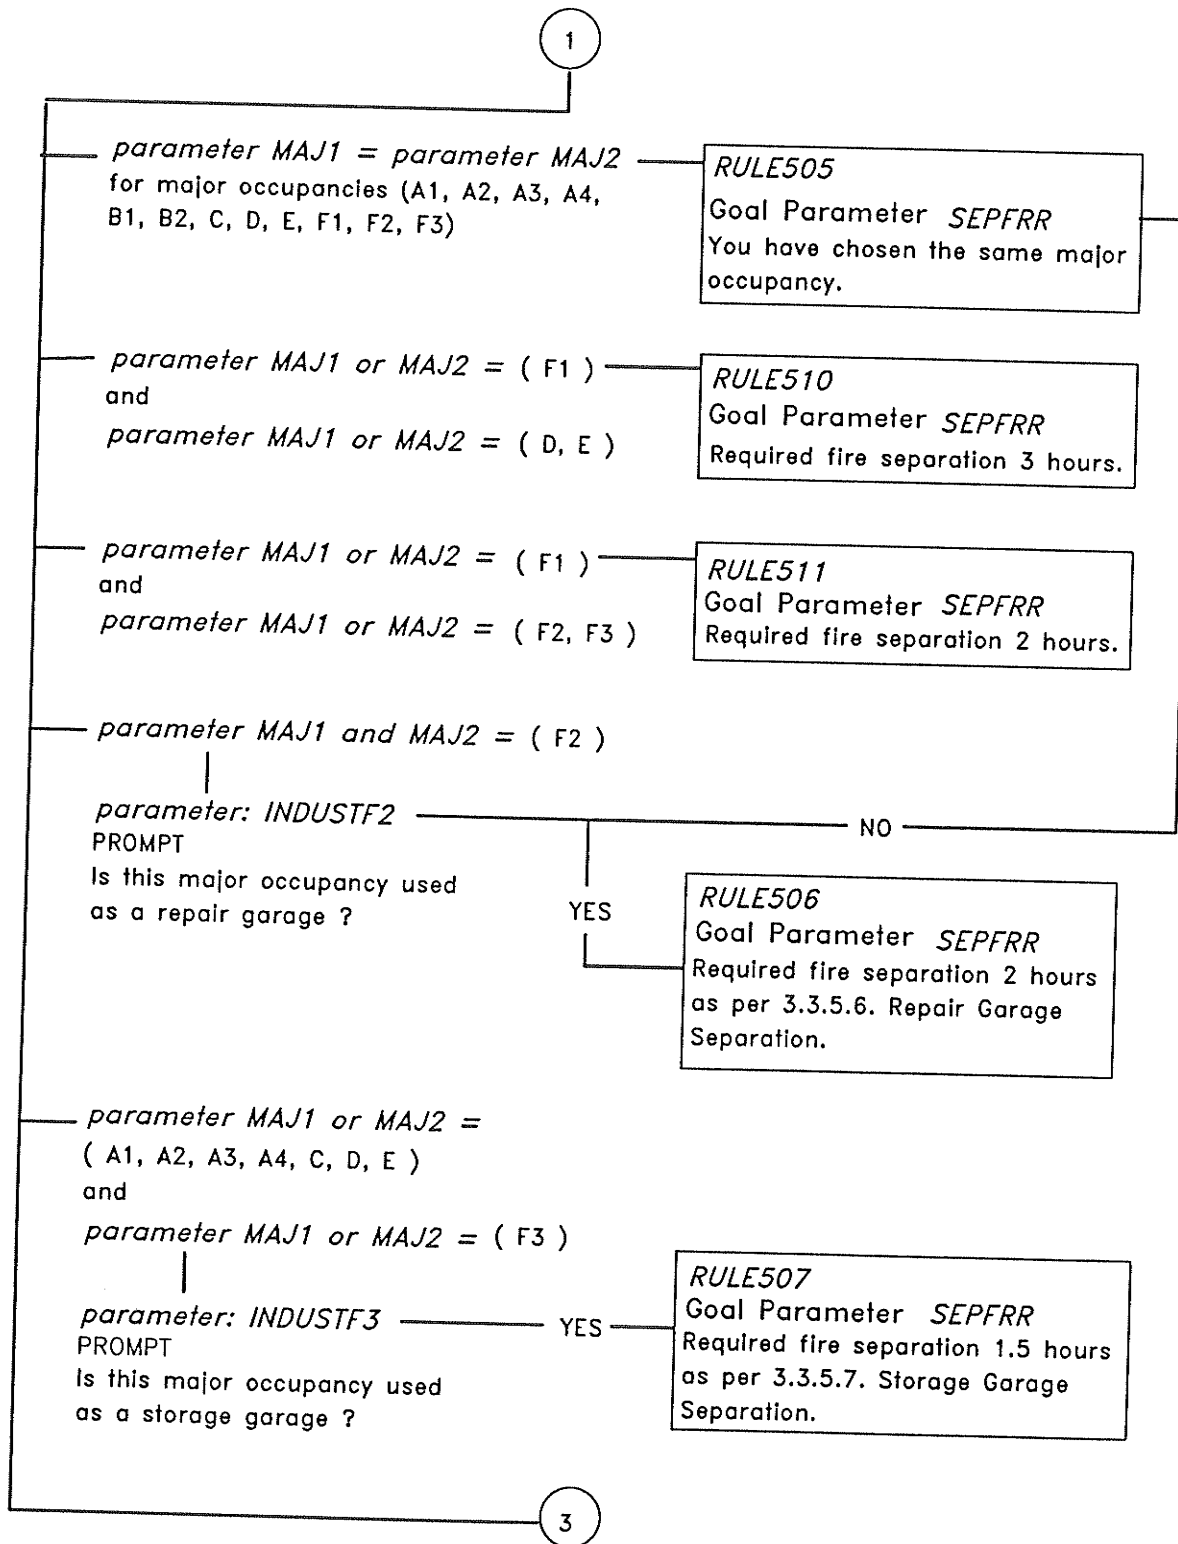 1
parameter MAJ1 = parameter MAJ2
for major occupancies (A1, A2, A3, A4,
B1, B2, C, D, E, F1, F2, F3)
RULE505
Goal Parameter SEPFRR
You have chosen the same major
occupancy.
parameter MAJ1 or MAJ2 = ( F1 )
and
parameter MAJ1 or MAJ2 = ( D, E )
RULE510
Goal Parameter SEPFRR
Required fire separation 3 hours.
parameter MAJ1 or MAJ2 = ( F1 )
and
parameter MAJ1 or MAJ2 = ( F2, F3 )
RULE511
Goal Parameter SEPFRR
Required fire separation 2 hours.
parameter MAJ1 and MAJ2 = ( F2 )
parameter: INDUSTF2
PROMPT
Is this major occupancy used
as a repair garage ?
NO
YES
RULE506
Goal Parameter SEPFRR
Required fire separation 2 hours
as per 3.3.5.6. Repair Garage
Separation.
parameter MAJ1 or MAJ2 =
( A1, A2, A3, A4, C, D, E )
and
parameter MAJ1 or MAJ2 = ( F3 )
parameter: INDUSTF3
PROMPT
Is this major occupancy used
as a storage garage ?
YES
RULE507
Goal Parameter SEPFRR
Required fire separation 1.5 hours
as per 3.3.5.7. Storage Garage
Separation.
3